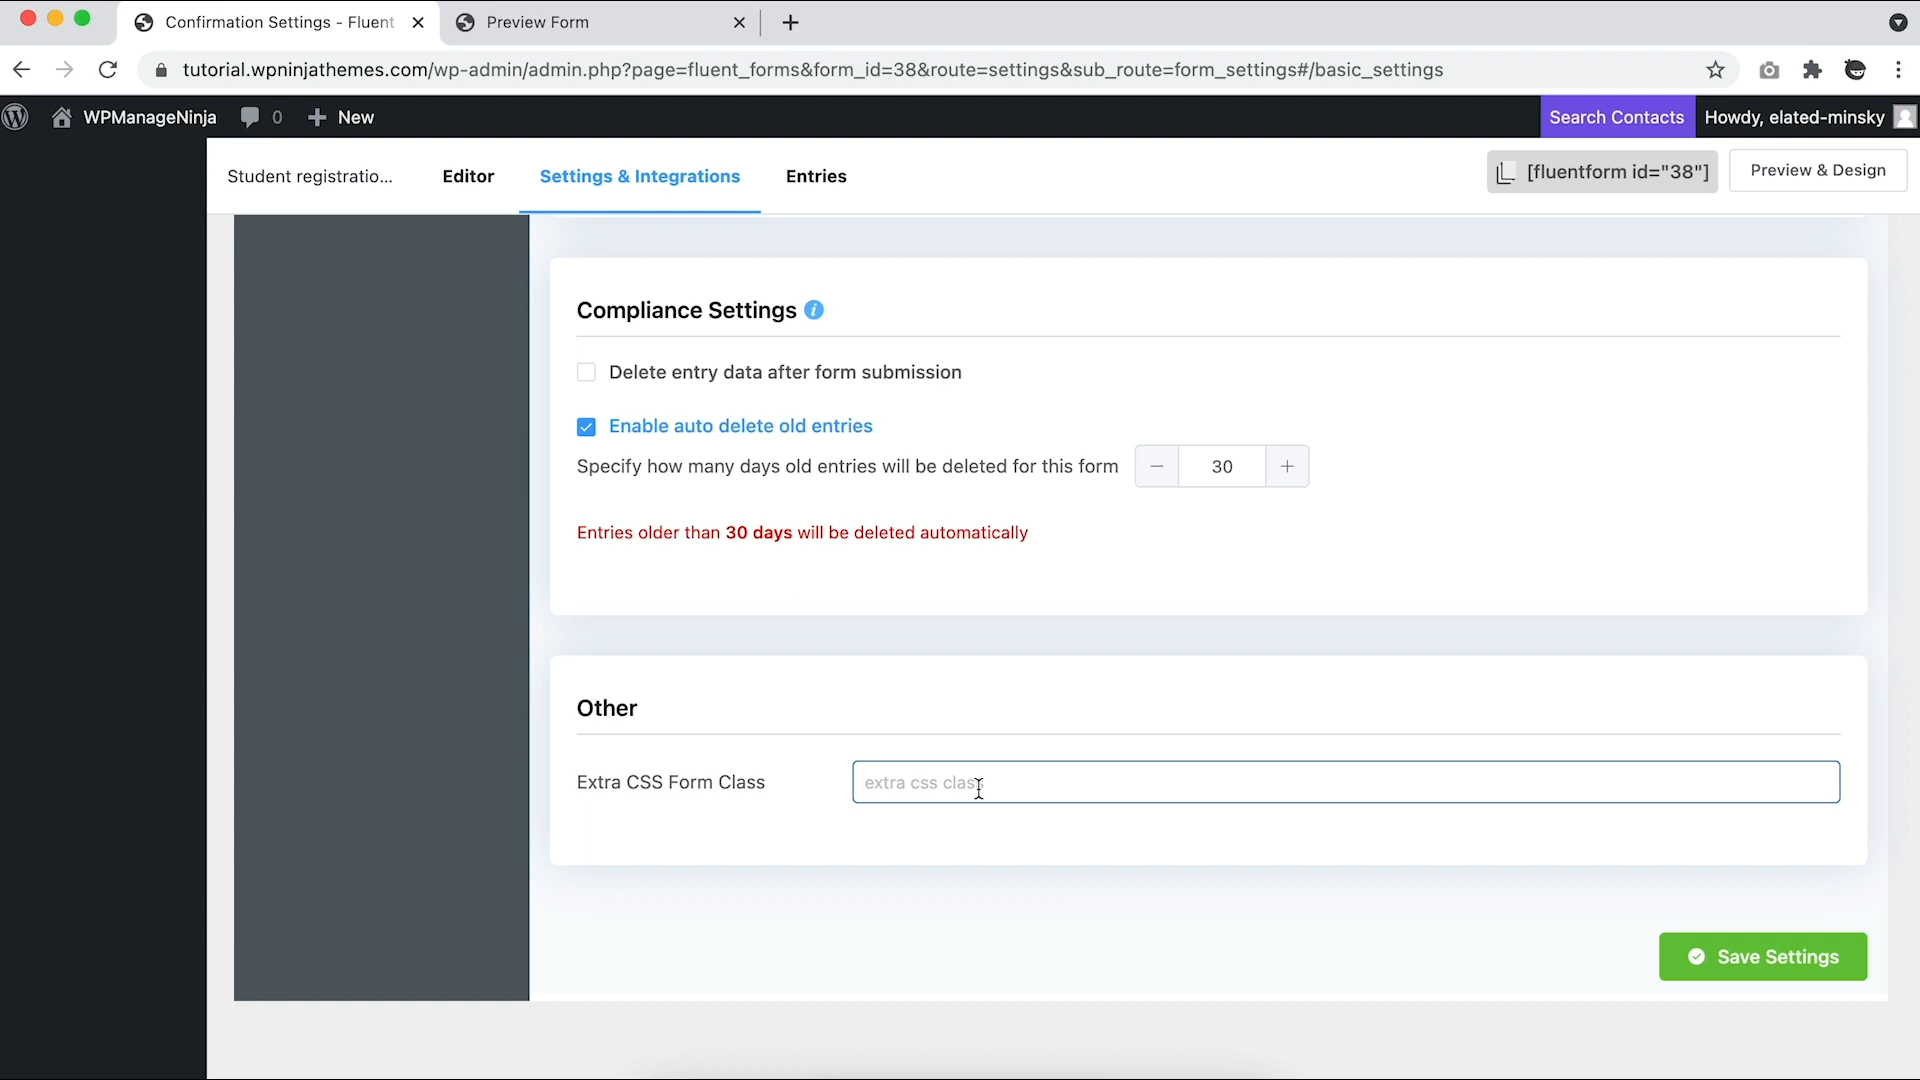 Confirmation Settings - Fluent
Preview Form
tutorial.wpninjathemes.com/wp-admin/admin.php?page=fluent_forms&form_id=38&route=settings&sub_route=form_settings#/basic_settings
WPManageNinja
0
New
Search Contacts
Howdy, elated-minsky
Student registratio...
Editor
Settings & Integrations
Entries
[fluentform id="38"]
Preview & Design
Compliance Settings
Delete entry data after form submission
Enable auto delete old entries
Specify how many days old entries will be deleted for this form
30
Entries older than 30 days will be deleted automatically
Other
Extra CSS Form Class
extra css class
Save Settings